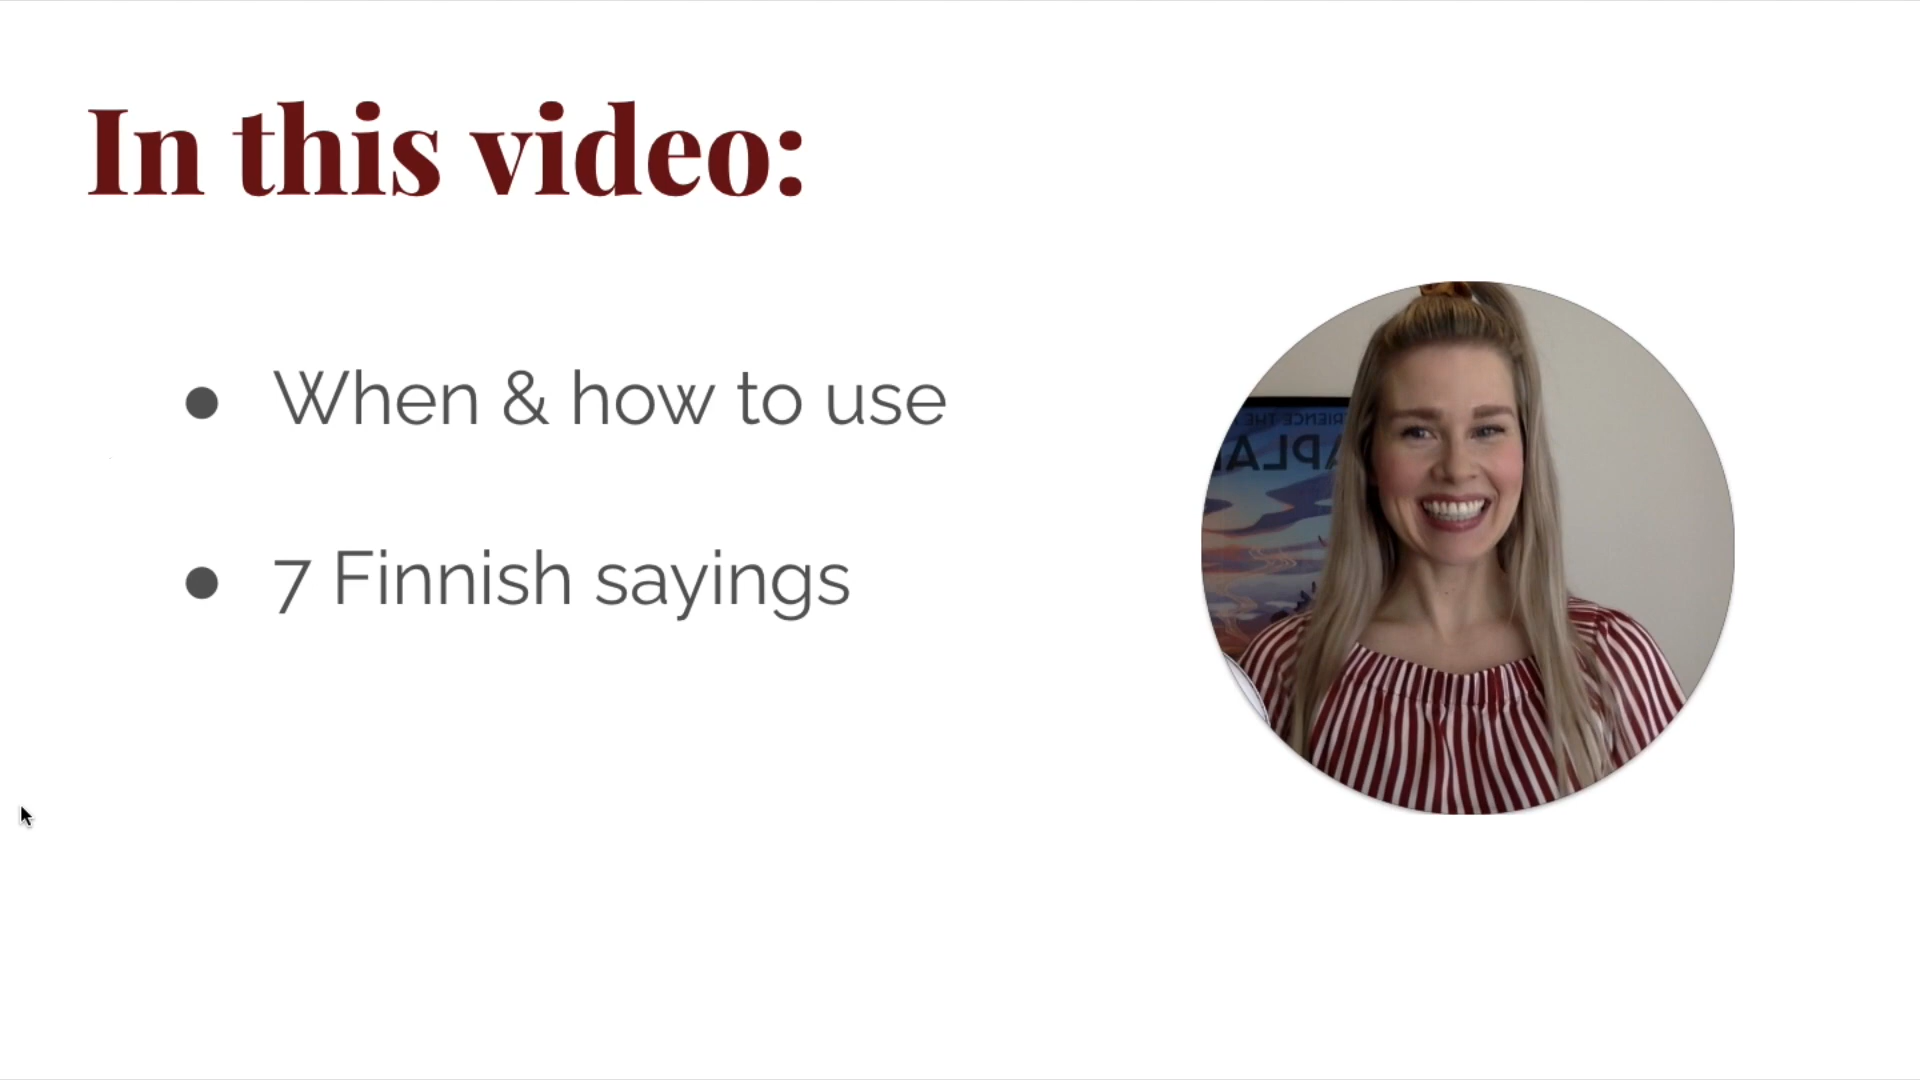 In this video:
● When & how to use
● 7 Finnish sayings